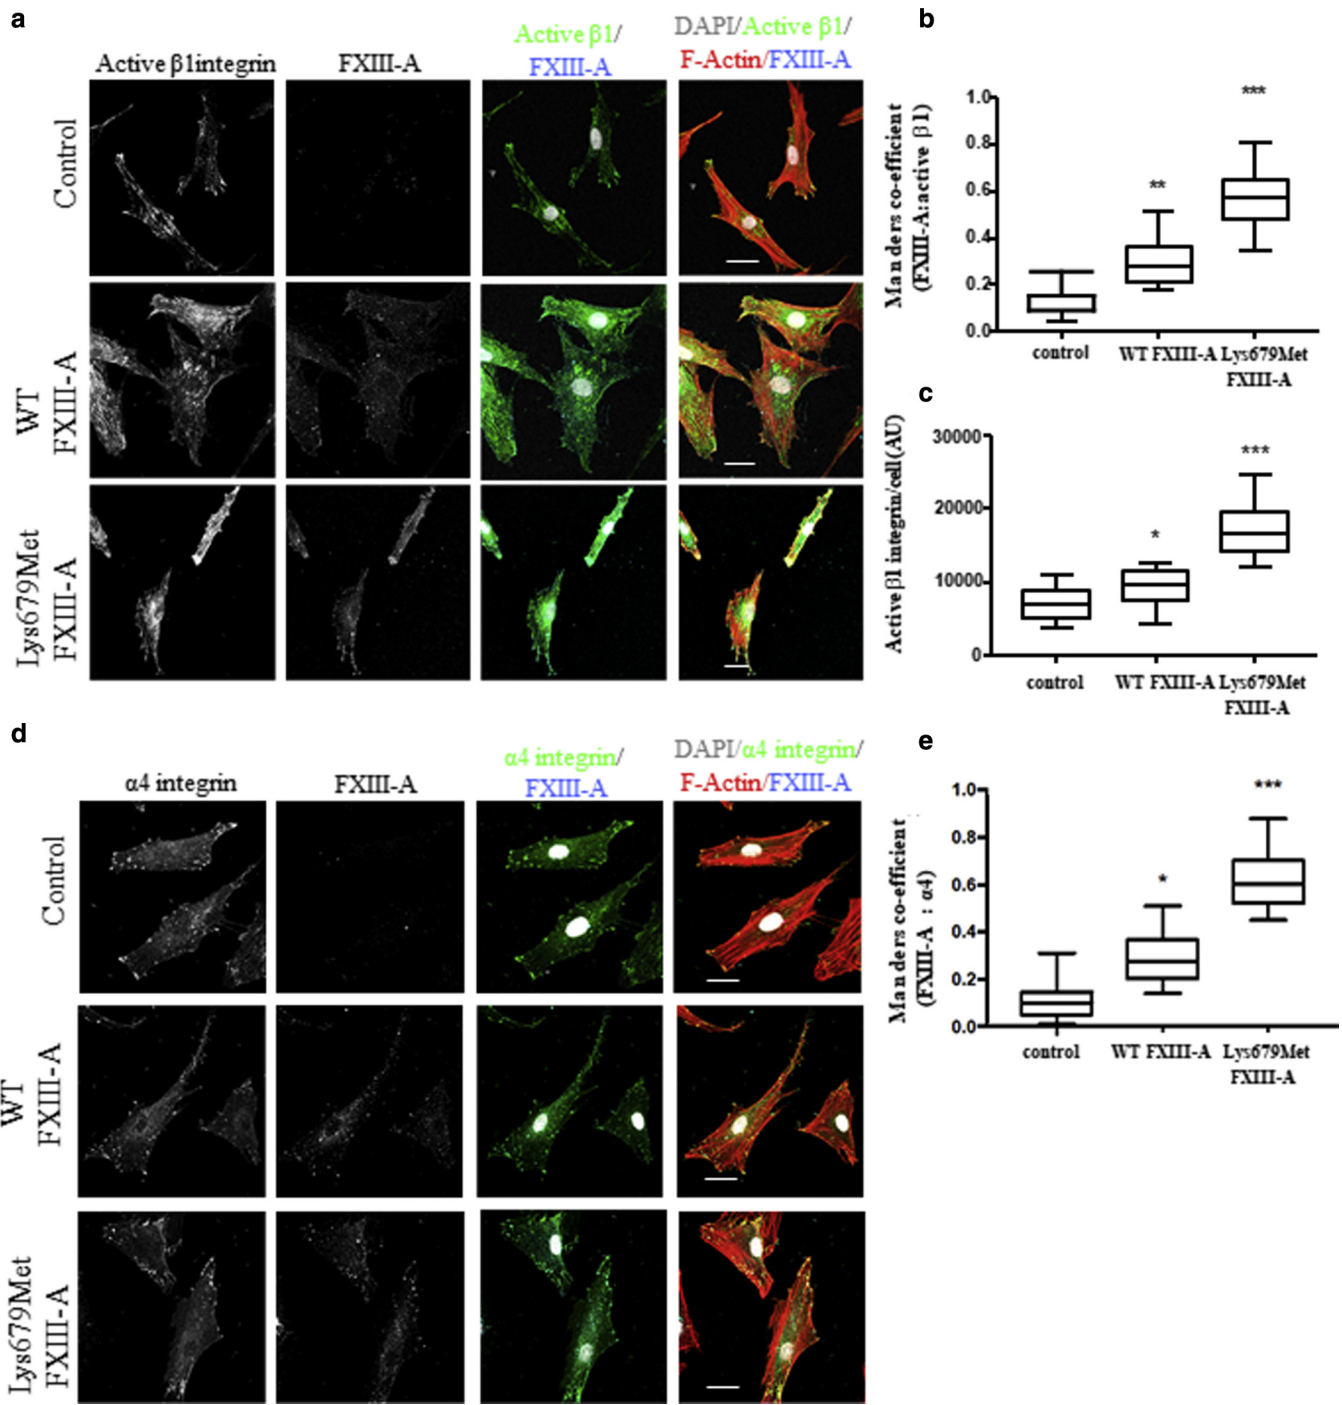 a
Active β1integrin
FXIII-A
Active β1/
FXIII-A
DAPI/Active β1/
F-Actin/FXIII-A
Control
WT
FXIII-A
Lys679Met
FXIII-A
b
Manders co-efficient
(FXIII-A:active β1)
1.0
0.8
0.6
0.4
0.2
0.0
**
***
control
WT FXIII-A
Lys679Met
FXIII-A
c
Active β1 integrin/cell(AU)
30000
20000
10000
0
*
***
control
WT FXIII-A
Lys679Met
FXIII-A
d
α4 integrin
FXIII-A
α4 integrin/
FXIII-A
DAPI/α4 integrin/
F-Actin/FXIII-A
Control
WT
FXIII-A
Lys679Met
FXIII-A
e
Manders co-efficient
(FXIII-A : α4)
1.0
0.8
0.6
0.4
0.2
0.0
*
***
control
WT FXIII-A
Lys679Met
FXIII-A